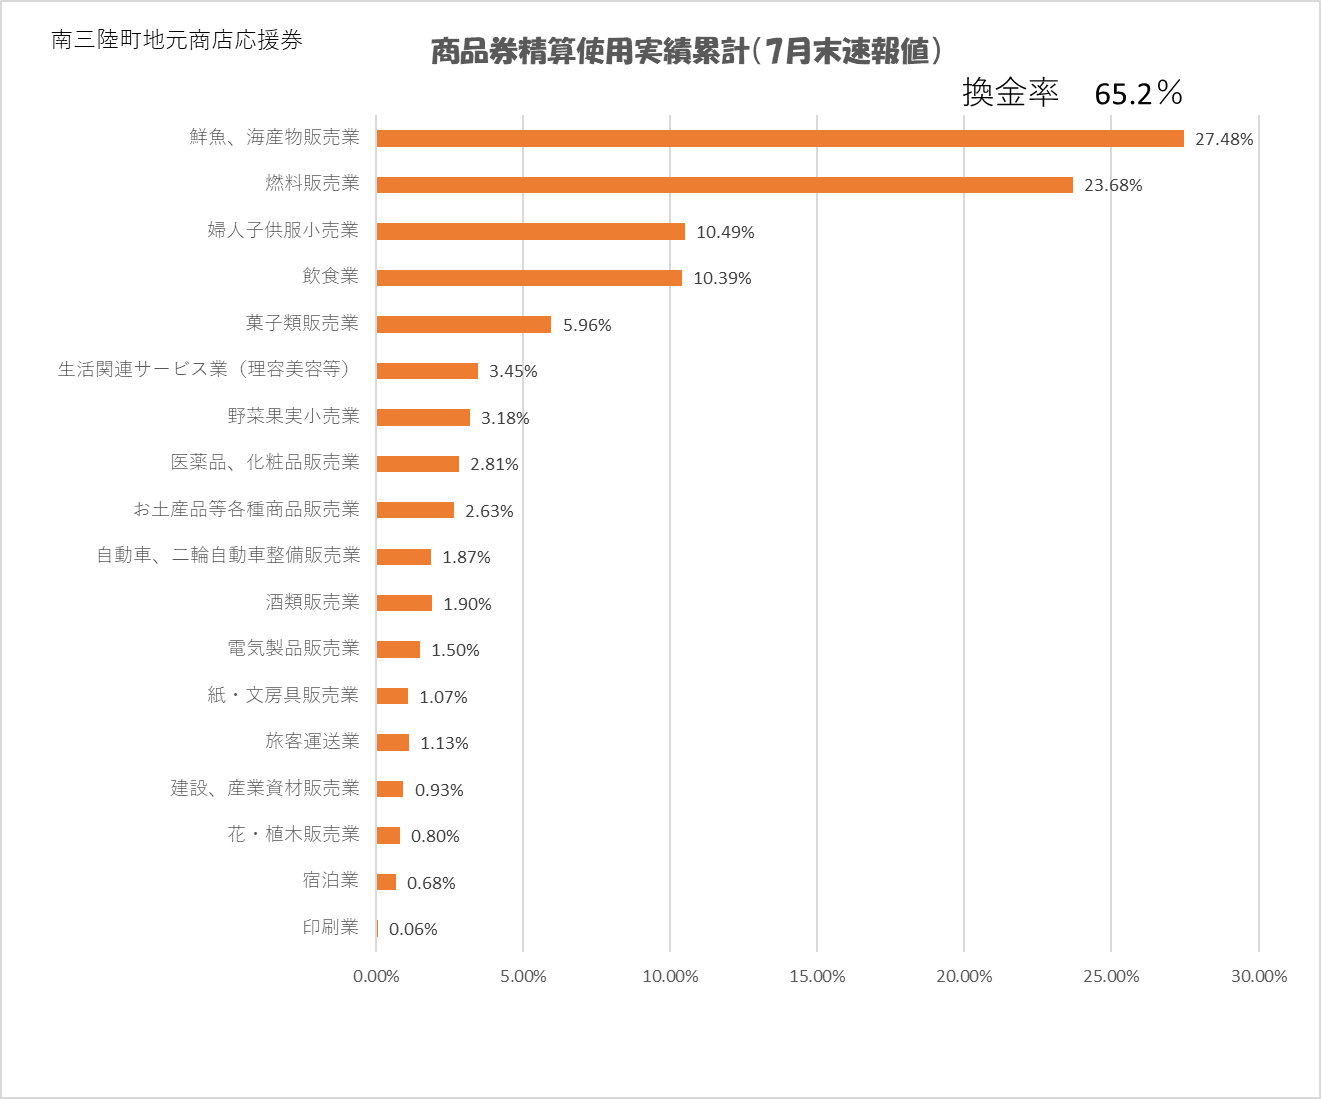 南三陸町地元商店応援券
商品券精算使用実績累計(7月末速報値)
換金率 65.2%
鮮魚、海産物販売業 27.48%
燃料販売業 23.68%
婦人子供服小売業 10.49%
飲食業 10.39%
菓子類販売業 5.96%
生活関連サービス業(理容美容等) 3.45%
野菜果実小売業 3.18%
医薬品、化粧品販売業 2.81%
お土産品等各種商品販売業 2.63%
自動車、二輪自動車整備販売業 1.87%
酒類販売業 1.90%
電気製品販売業 1.50%
紙・文房具販売業 1.07%
旅客運送業 1.13%
建設、産業資材販売業 0.93%
花・植木販売業 0.80%
宿泊業 0.68%
印刷業 0.06%
0.00% 5.00% 10.00% 15.00% 20.00% 25.00% 30.00%